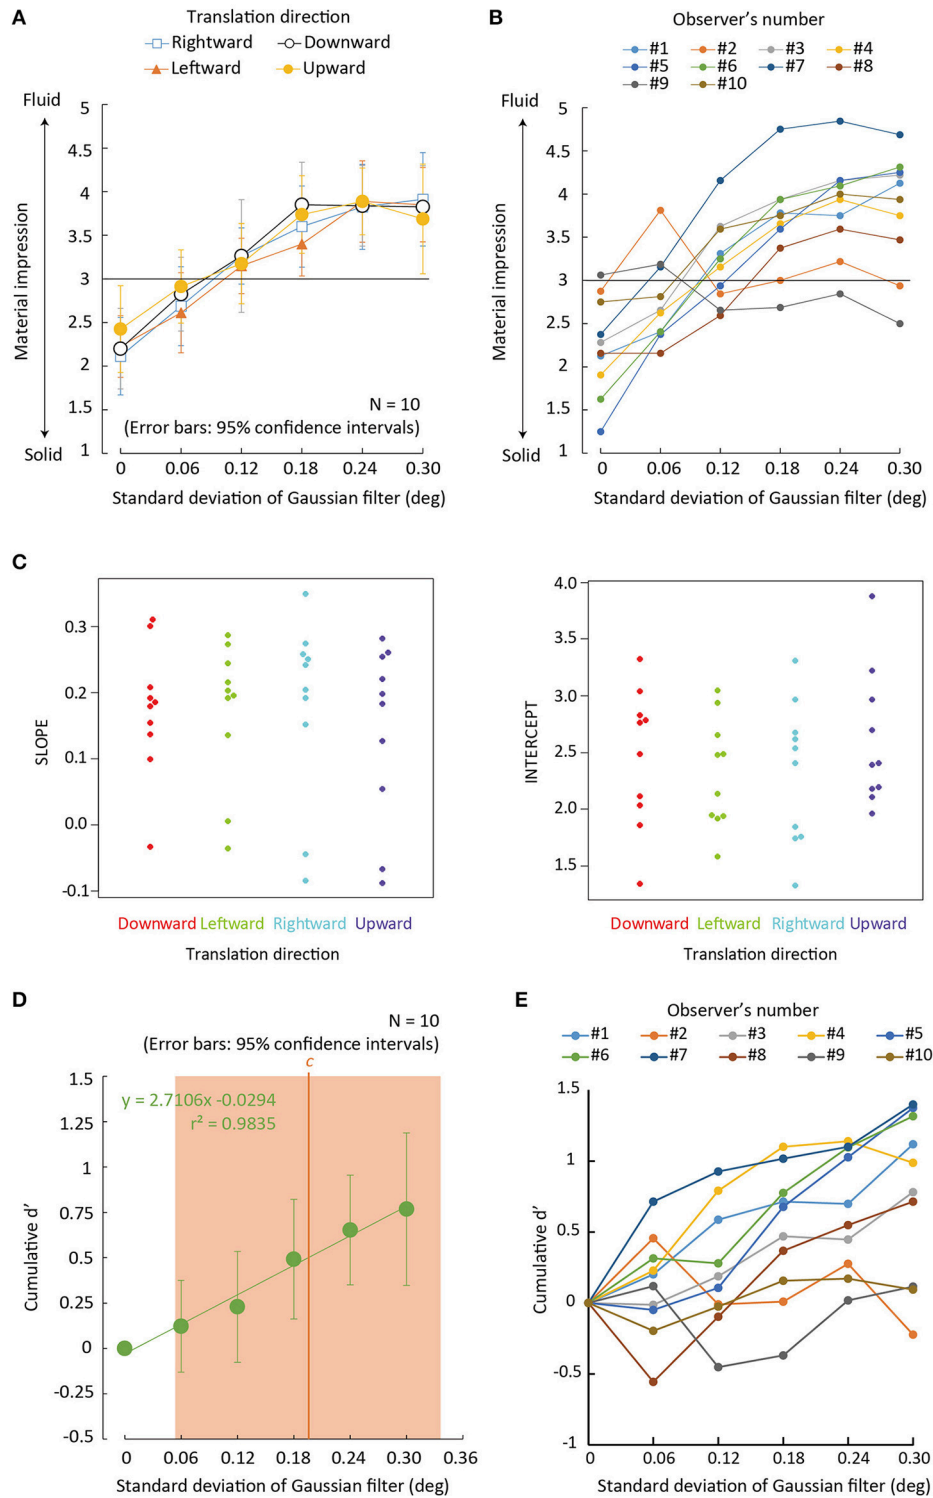 A
Translation direction
Rightward Downward
Leftward Upward
Fluid
5
4.5
4
3.5
3
2.5
2
1.5
1
Material impression
Solid
N = 10
(Error bars: 95% confidence intervals)
0 0.06 0.12 0.18 0.24 0.30
Standard deviation of Gaussian filter (deg)
B
Observer's number
#1 #2 #3 #4
#5 #6 #7 #8
#9 #10
Fluid
5
4.5
4
3.5
3
2.5
2
1.5
1
Material impression
Solid
0 0.06 0.12 0.18 0.24 0.30
Standard deviation of Gaussian filter (deg)
C
0.3
0.2
0.1
0.0
-0.1
SLOPE
Downward Leftward Rightward Upward
Translation direction
4.0
3.5
3.0
2.5
2.0
1.5
INTERCEPT
Downward Leftward Rightward Upward
Translation direction
D
N = 10
(Error bars: 95% confidence intervals)
c
y = 2.7106x -0.0294
r² = 0.9835
1.5
1.25
1
0.75
0.5
0.25
0
-0.25
-0.5
Cumulative d′
0 0.06 0.12 0.18 0.24 0.30 0.36
Standard deviation of Gaussian filter (deg)
E
Observer's number
#1 #2 #3 #4 #5
#6 #7 #8 #9 #10
1.5
1
0.5
0
-0.5
-1
Cumulative d′
0 0.06 0.12 0.18 0.24 0.30
Standard deviation of Gaussian filter (deg)